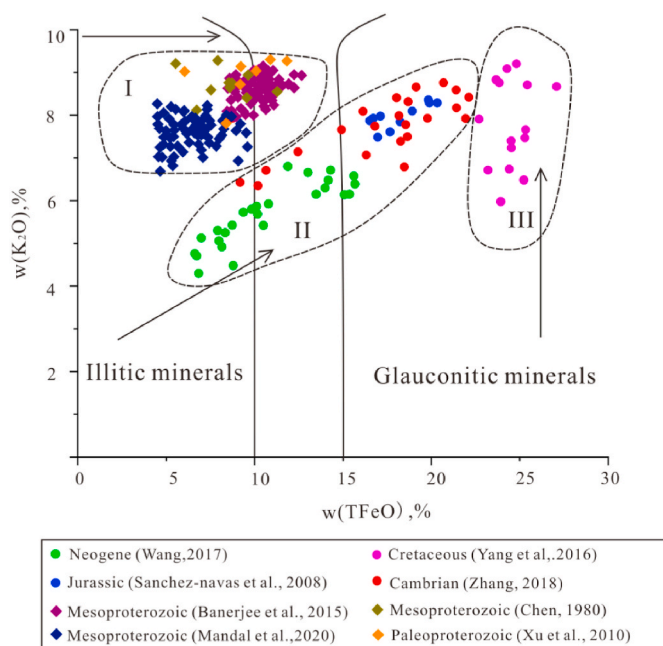 10
8
6
4
2
w(K₂O),%
I
II
III
Illitic minerals
Glauconitic minerals
0 5 10 15 20 25 30
w(TFeO) ,%
Neogene (Wang,2017)
Cretaceous (Yang et al,.2016)
Jurassic (Sanchez-navas et al., 2008)
Cambrian (Zhang, 2018)
Mesoproterozoic (Banerjee et al., 2015)
Mesoproterozoic (Chen, 1980)
Mesoproterozoic (Mandal et al.,2020)
Paleoproterozoic (Xu et al., 2010)